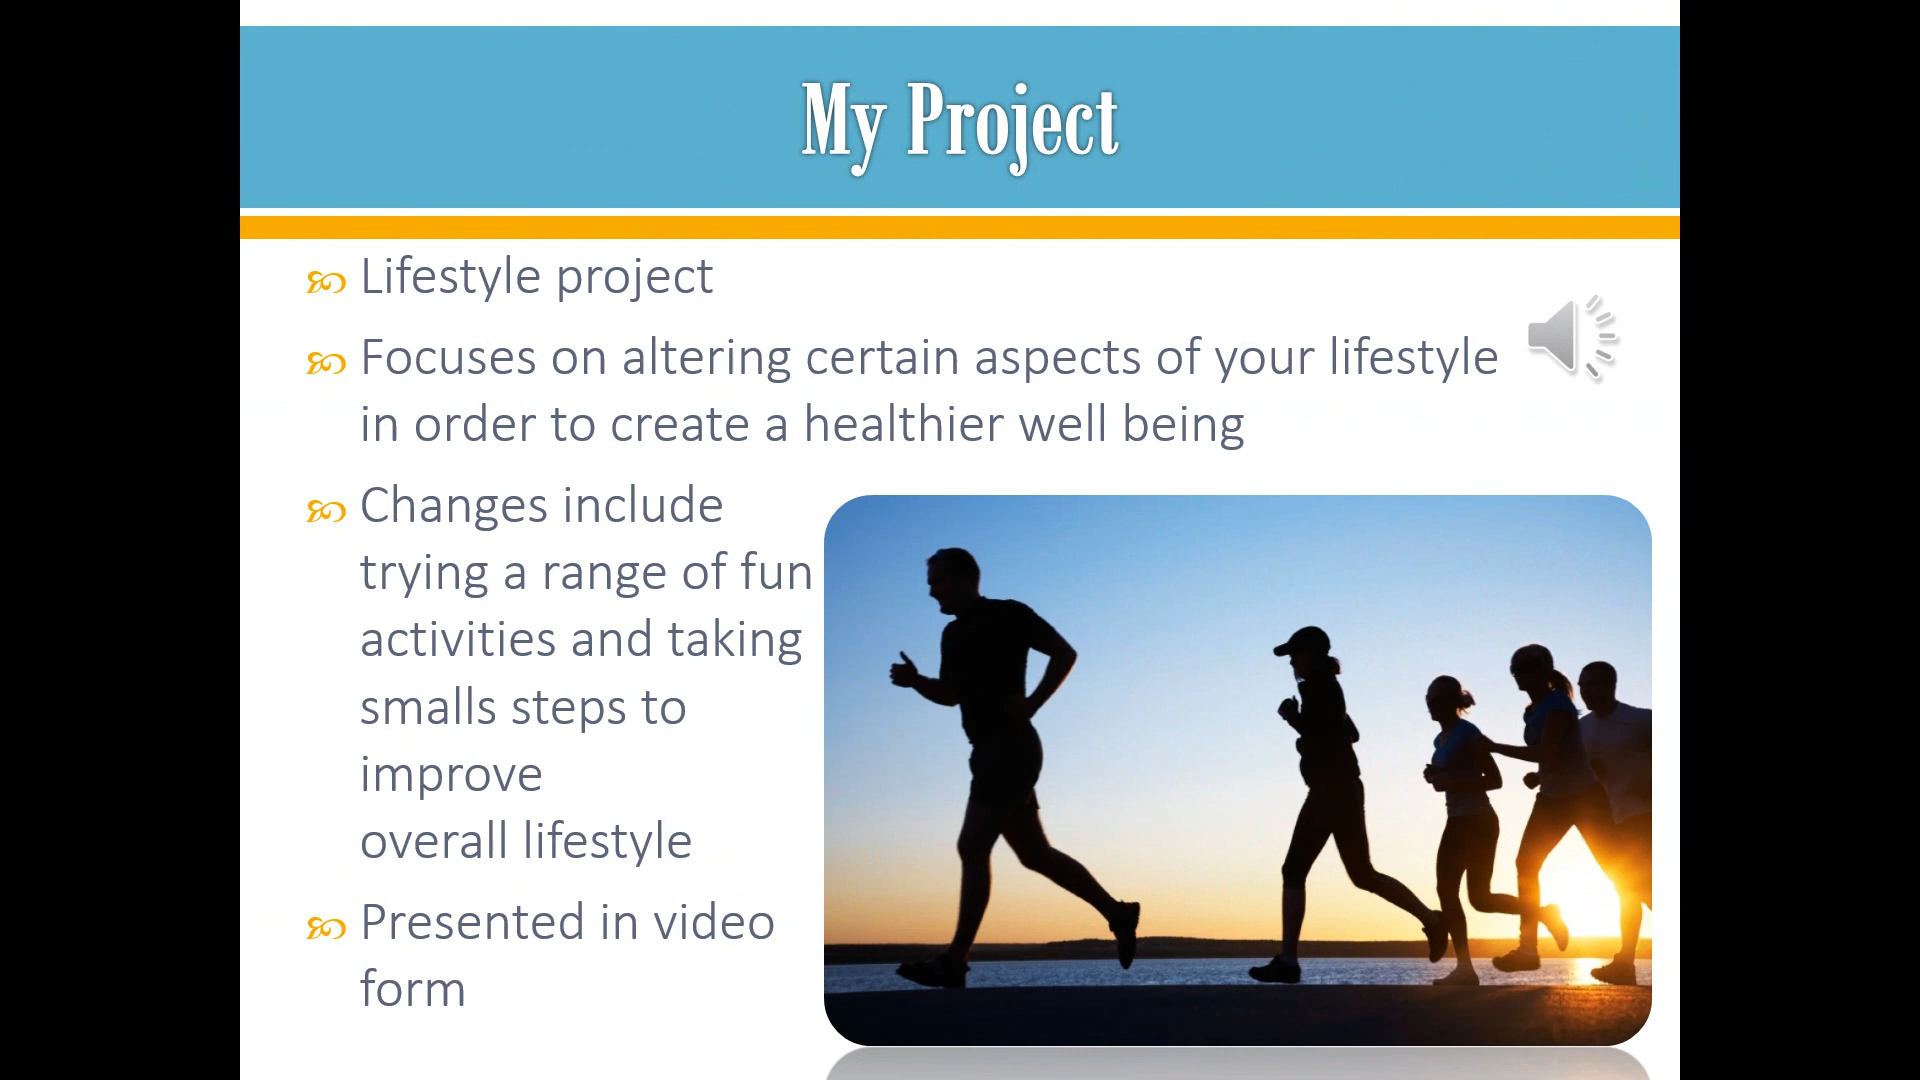 My Project
Lifestyle project
Focuses on altering certain aspects of your lifestyle
in order to create a healthier well being
Changes include
trying a range of fun
activities and taking
smalls steps to
improve
overall lifestyle
Presented in video
form